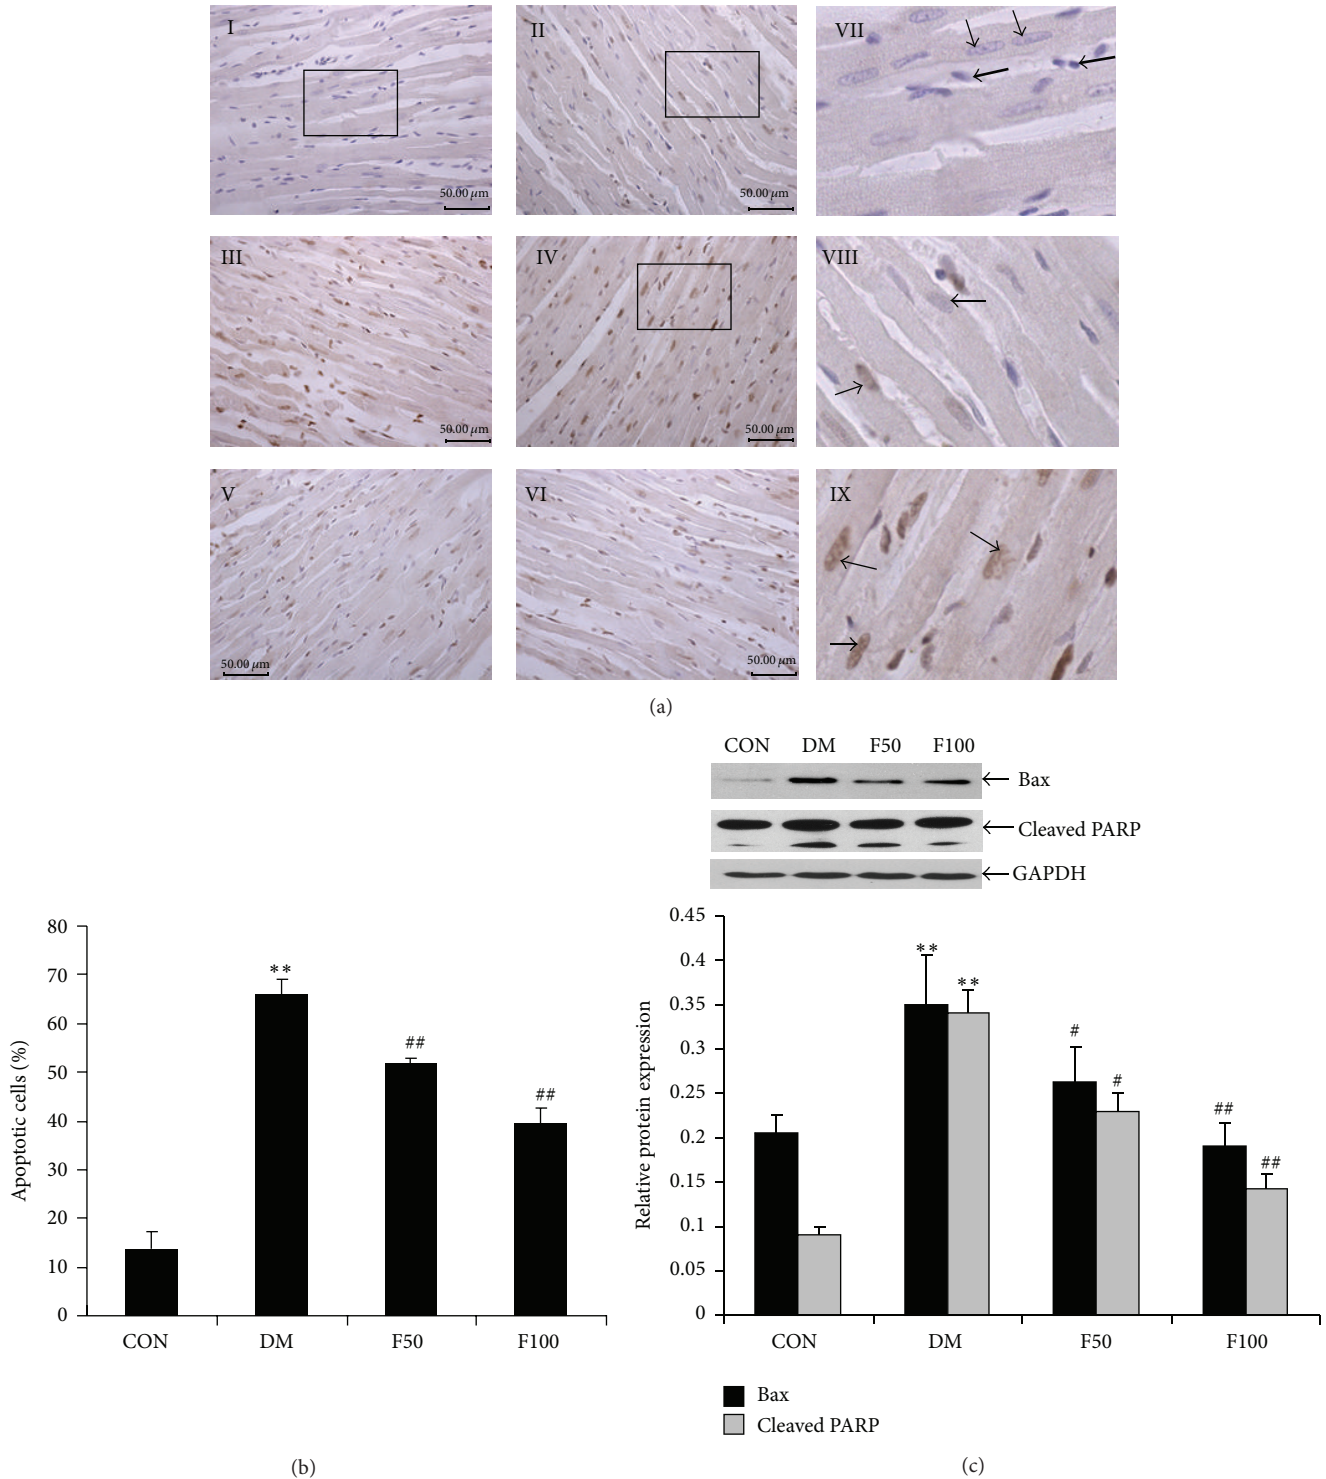 I
II
VII
50.00 μm
50.00 μm
III
IV
VIII
50.00 μm
50.00 μm
V
VI
IX
50.00 μm
50.00 μm
(a)
CON DM F50 F100
Bax
Cleaved PARP
GAPDH
Apoptotic cells (%)
80
70
60
50
40
30
20
10
0
**
##
##
CON DM F50 F100
(b)
Relative protein expression
0.45
0.4
0.35
0.3
0.25
0.2
0.15
0.1
0.05
0
**
**
#
#
##
##
CON DM F50 F100
Bax
Cleaved PARP
(c)